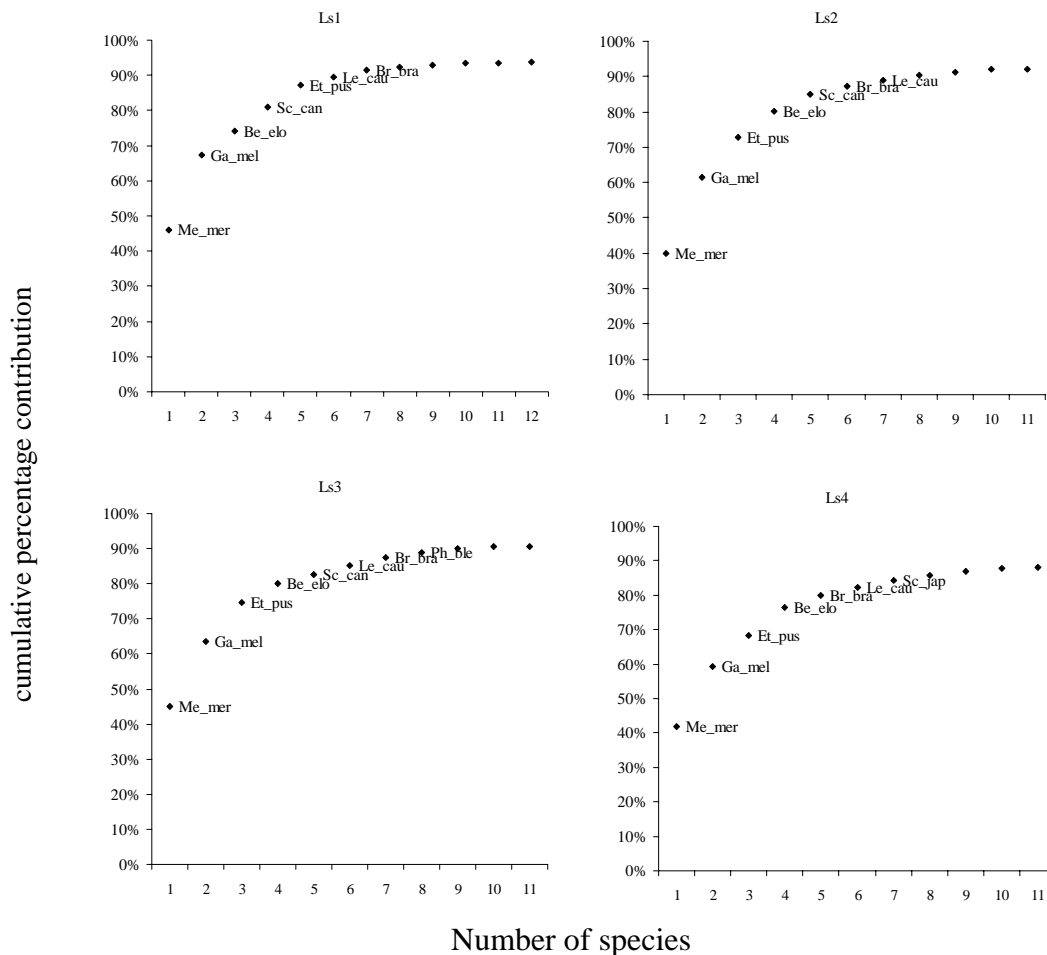 cumulative percentage contribution
Ls1
100%
90%
80%
70%
60%
50%
40%
30%
20%
10%
0%
Me_mer
Ga_mel
Be_elo
Sc_can
Et_pus
Le_cau
Br_bra
1 2 3 4 5 6 7 8 9 10 11 12
Ls2
100%
90%
80%
70%
60%
50%
40%
30%
20%
10%
0%
Me_mer
Ga_mel
Et_pus
Be_elo
Sc_can
Br_bra
Le_cau
1 2 3 4 5 6 7 8 9 10 11
Ls3
100%
90%
80%
70%
60%
50%
40%
30%
20%
10%
0%
Me_mer
Ga_mel
Et_pus
Be_elo
Sc_can
Le_cau
Br_bra
Ph_ble
1 2 3 4 5 6 7 8 9 10 11
Ls4
100%
90%
80%
70%
60%
50%
40%
30%
20%
10%
0%
Me_mer
Ga_mel
Et_pus
Be_elo
Br_bra
Le_cau
Sc_jap
1 2 3 4 5 6 7 8 9 10 11
Number of species